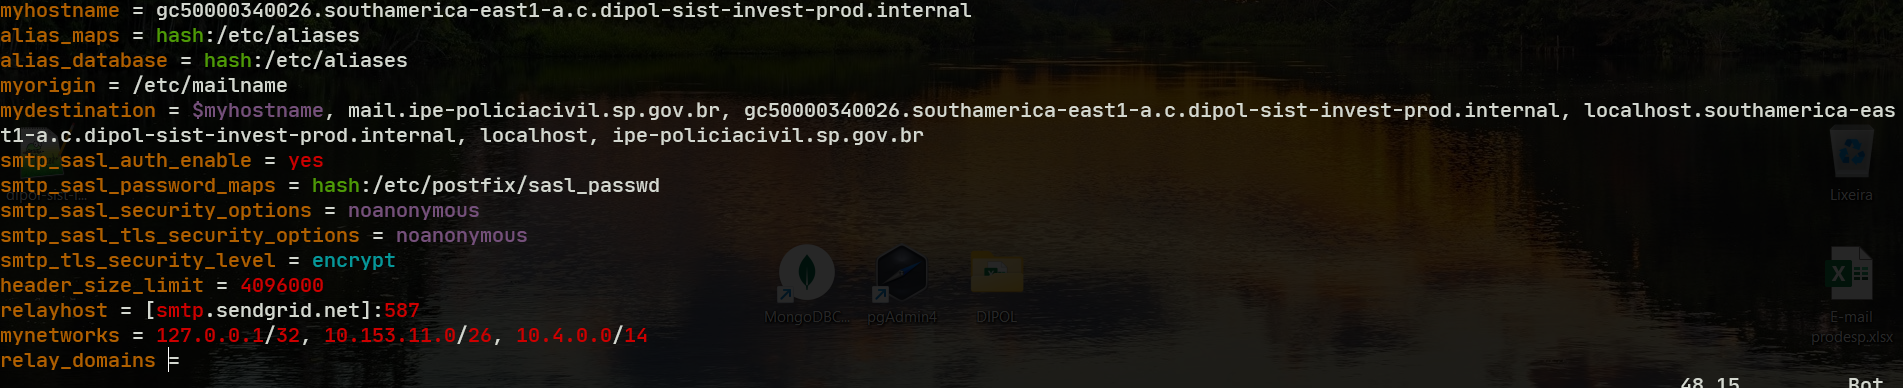 myhostname = gc50000340026.southamerica-east1-a.c.dipol-sist-invest-prod.internal
alias_maps = hash:/etc/aliases
alias_database = hash:/etc/aliases
myorigin = /etc/mailname
mydestination = $myhostname, mail.ipe-policiacivil.sp.gov.br, gc50000340026.southamerica-east1-a.c.dipol-sist-invest-prod.internal, localhost.southamerica-eas
t1-a.c.dipol-sist-invest-prod.internal, localhost, ipe-policiacivil.sp.gov.br
smtp_sasl_auth_enable = yes
smtp_sasl_password_maps = hash:/etc/postfix/sasl_passwd
dipol-sist-i...
Lixeira
smtp_sasl_security_options = noanonymous
smtp_sasl_tls_security_options = noanonymous
smtp_tls_security_level = encrypt
header_size_limit = 4096000
relayhost = [smtp.sendgrid.net]:587
MongoDBC...
pgAdmin4
DIPOL
E-mail
prodesp.xlsx
mynetworks = 127.0.0.1/32, 10.153.11.0/26, 10.4.0.0/14
relay_domains =
48,15
Bot